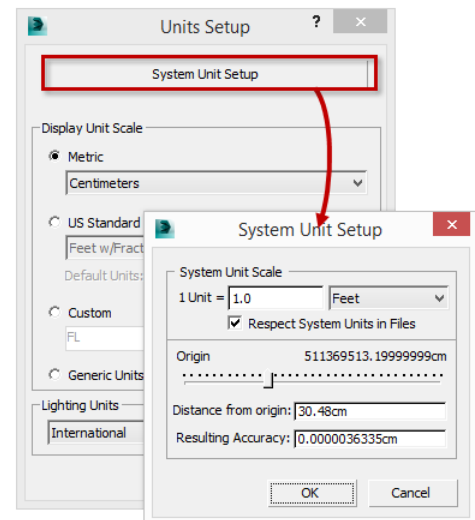 Units Setup
?
System Unit Setup
Display Unit Scale
Metric
Centimeters
US Standard
Feet w/Fract
Default Units:
Custom
FL
Generic Units
Lighting Units
International
System Unit Setup
System Unit Scale
1 Unit = 1.0 Feet
Respect System Units in Files
Origin 511369513.19999999cm
Distance from origin: 30.48cm
Resulting Accuracy: 0.0000036335cm
OK Cancel